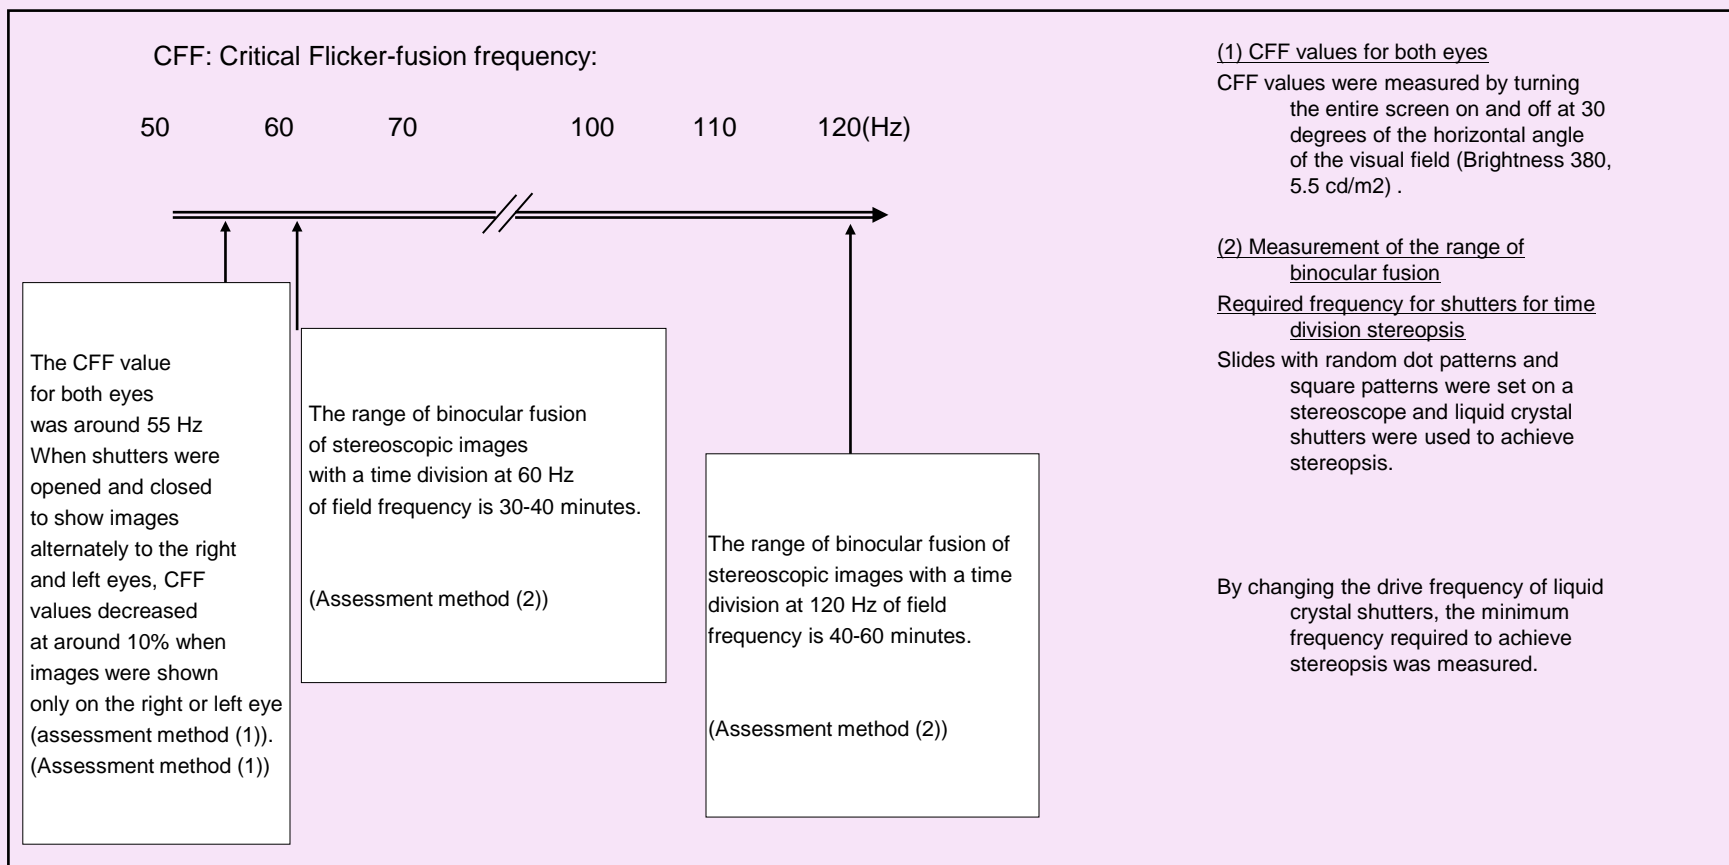 CFF: Critical Flicker-fusion frequency:
50 60 70 100 110 120(Hz)
The CFF value
for both eyes
was around 55 Hz
When shutters were
opened and closed
to show images
alternately to the right
and left eyes, CFF
values decreased
at around 10% when
images were shown
only on the right or left eye
(assessment method (1)).
(Assessment method (1))
The range of binocular fusion
of stereoscopic images
with a time division at 60 Hz
of field frequency is 30-40 minutes.
(Assessment method (2))
The range of binocular fusion of
stereoscopic images with a time
division at 120 Hz of field
frequency is 40-60 minutes.
(Assessment method (2))
(1) CFF values for both eyes
CFF values were measured by turning
the entire screen on and off at 30
degrees of the horizontal angle
of the visual field (Brightness 380,
5.5 cd/m2) .
(2) Measurement of the range of
binocular fusion
Required frequency for shutters for time
division stereopsis
Slides with random dot patterns and
square patterns were set on a
stereoscope and liquid crystal
shutters were used to achieve
stereopsis.
By changing the drive frequency of liquid
crystal shutters, the minimum
frequency required to achieve
stereopsis was measured.